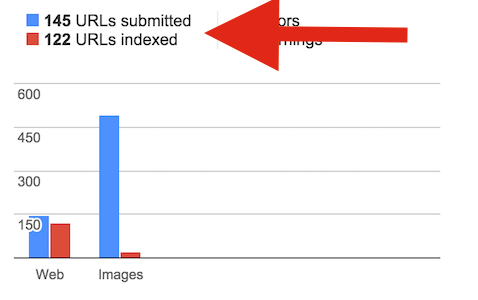 145 URLs submitted
122 URLs indexed
600
450
300
150
Web Images